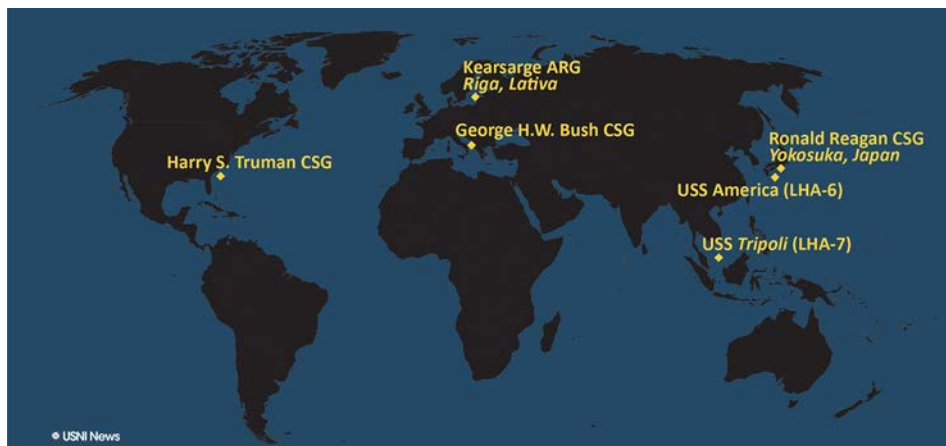 Kearsarge ARG
Riga, Lativa
George H.W. Bush CSG
Harry S. Truman CSG
Ronald Reagan CSG
Yokosuka, Japan
USS America (LHA-6)
USS Tripoli (LHA-7)
USNI News